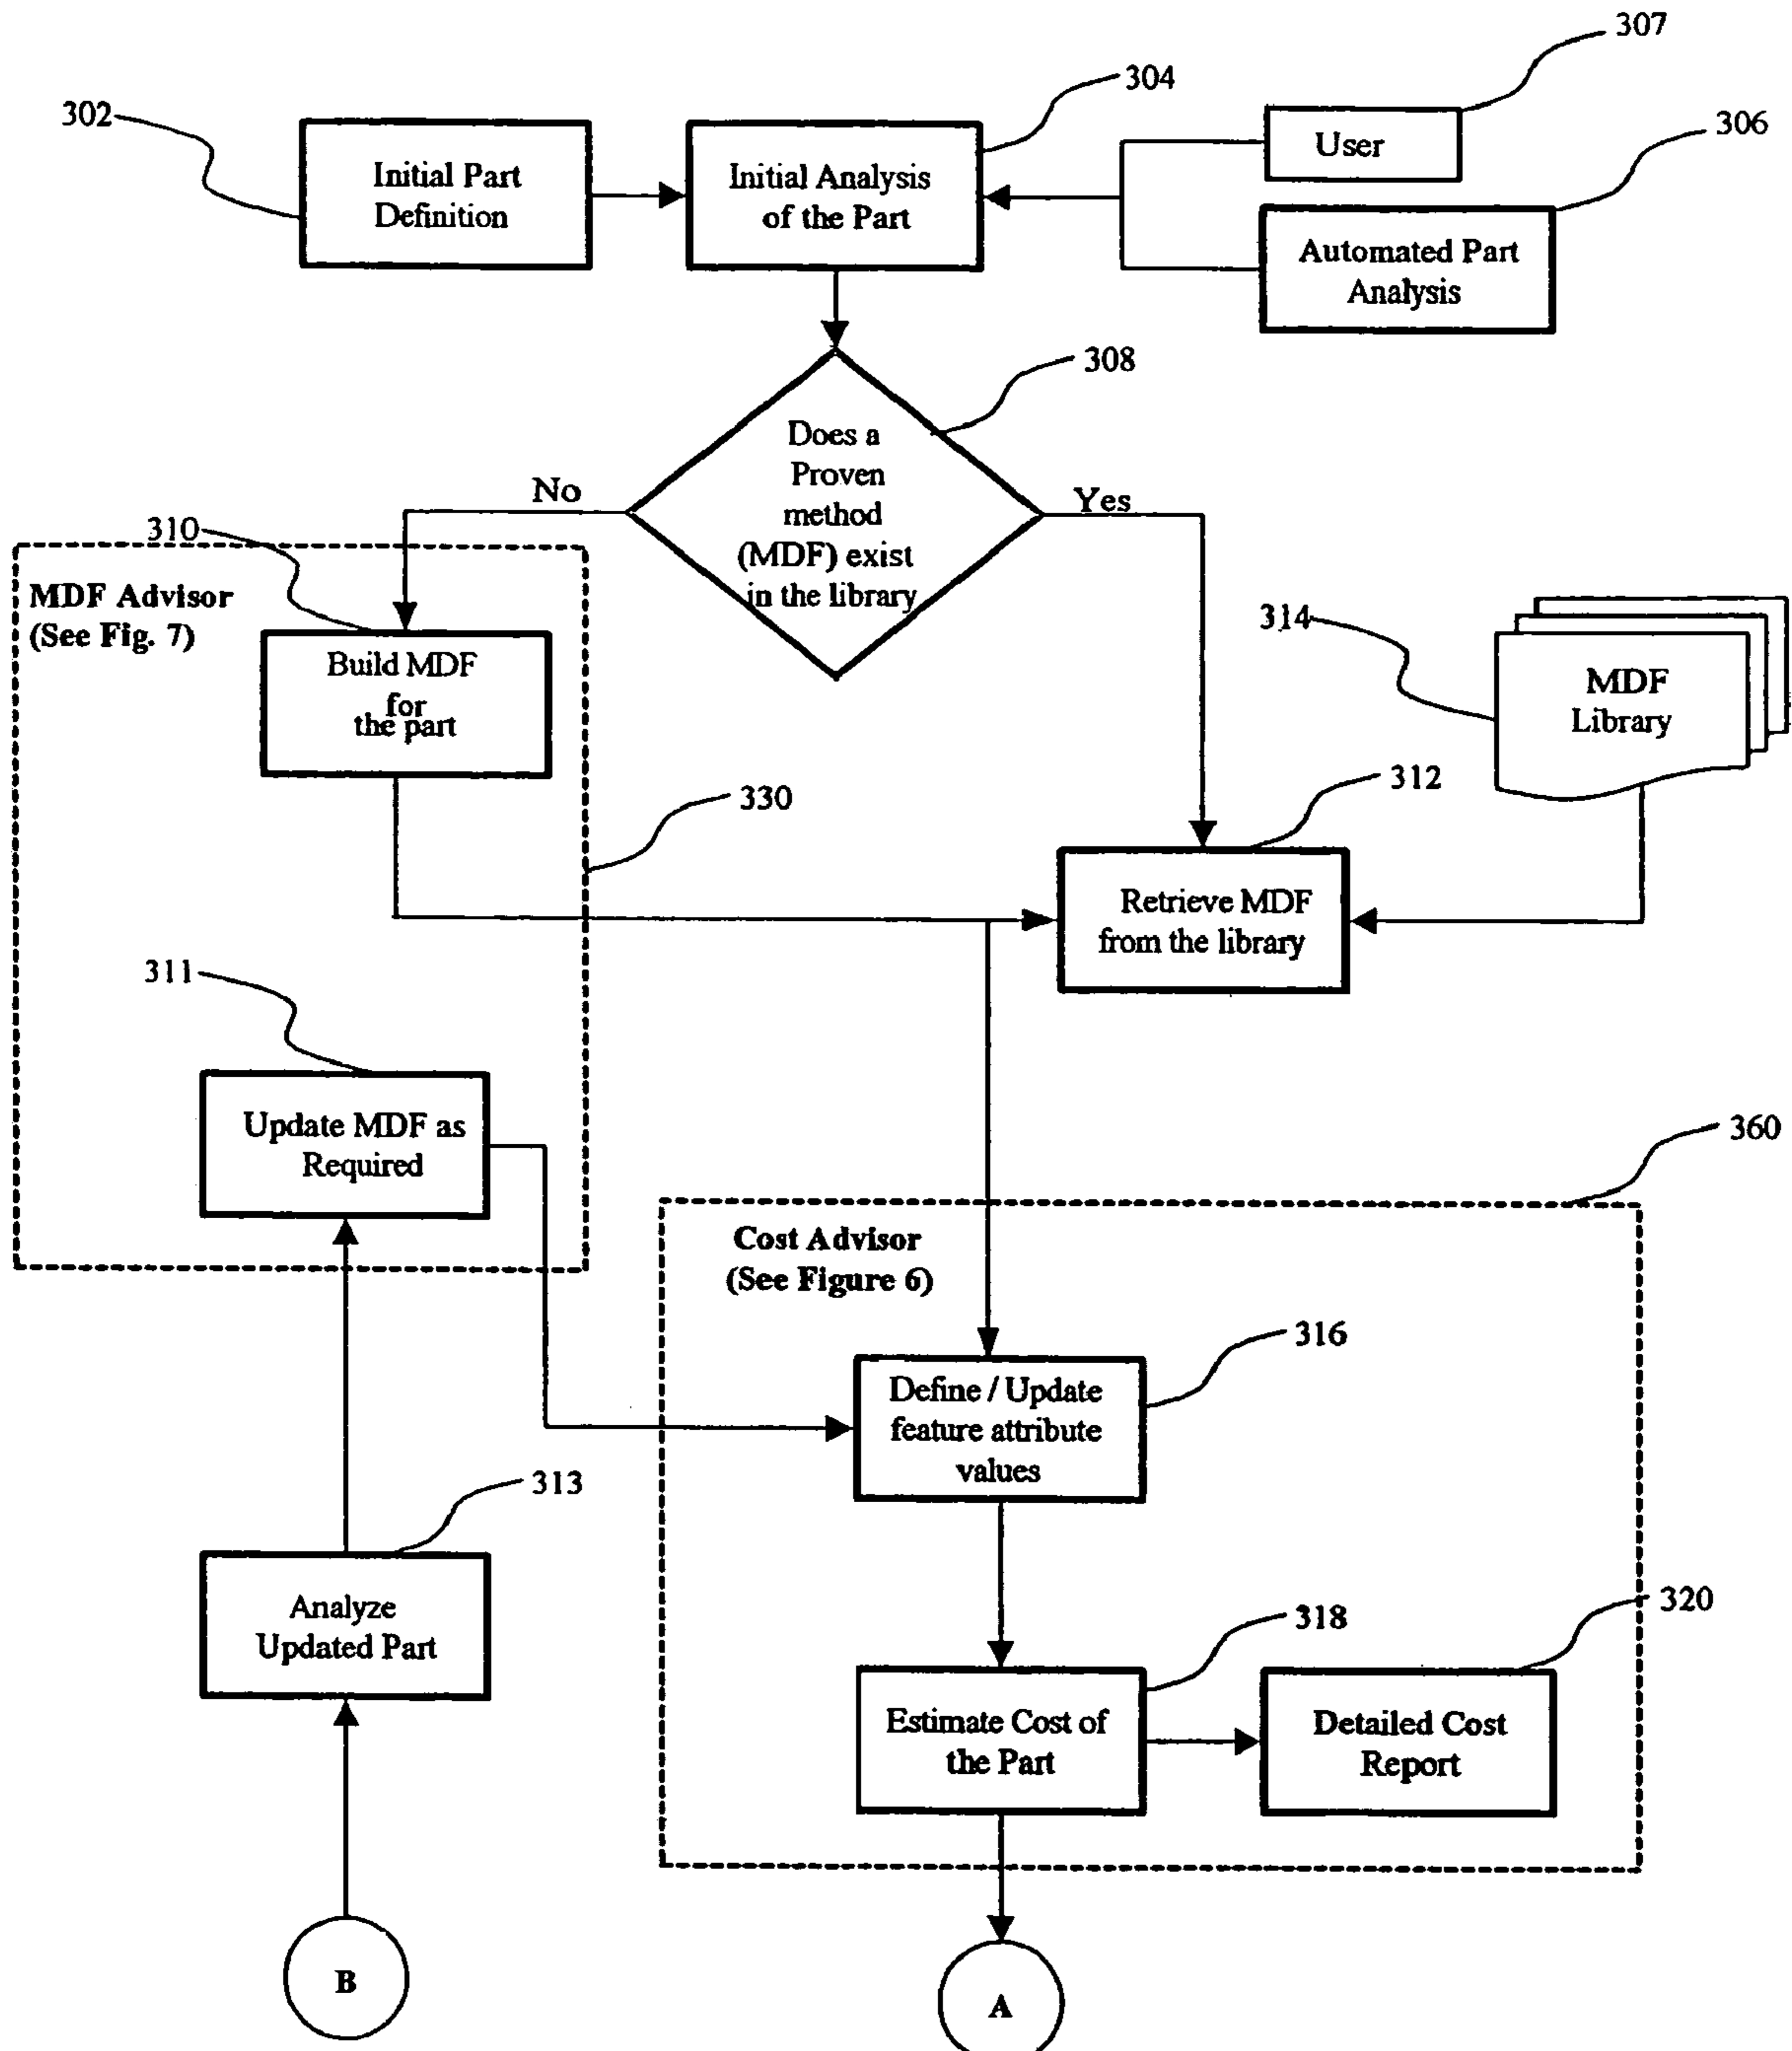 307
304
302
306
User
Initial Part
Definition
Initial Analysis
of the Part
Automated Part
Analysis
308
Does a
Proven
method
(MDF) exist
in the library
No
Yes
310
MDF Advisor
(See Fig. 7)
Build MDF
for
the part
314
MDF
Library
330
312
Retrieve MDF
from the library
311
Update MDF as
Required
360
Cost Advisor
(See Figure 6)
316
Define / Update
feature attribute
values
313
Analyze
Updated Part
318
320
Estimate Cost of
the Part
Detailed Cost
Report
B
A